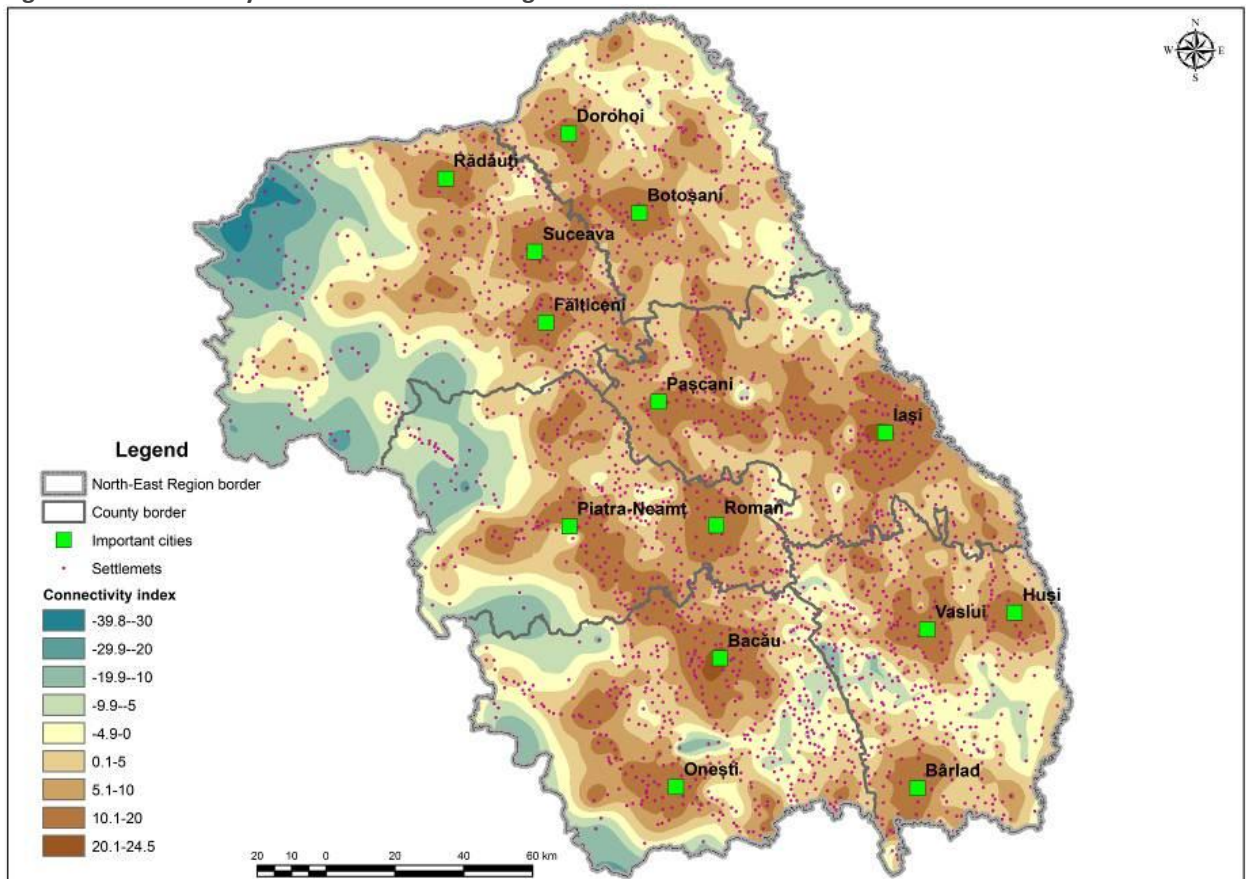 N
W E
S
Dorohoi
Rădăuți
Botoșani
Suceava
Fălticeni
Pașcani
Iași
Legend
North-East Region border
County border
Important cities
Settlemets
Piatra-Neamț
Roman
Connectivity index
-39.8--30
-29.9--20
-19.9--10
-9.9--5
-4.9-0
0.1-5
5.1-10
10.1-20
20.1-24.5
Huși
Vaslui
Bacău
Onești
Bârlad
20 10 0 20 40 60 km